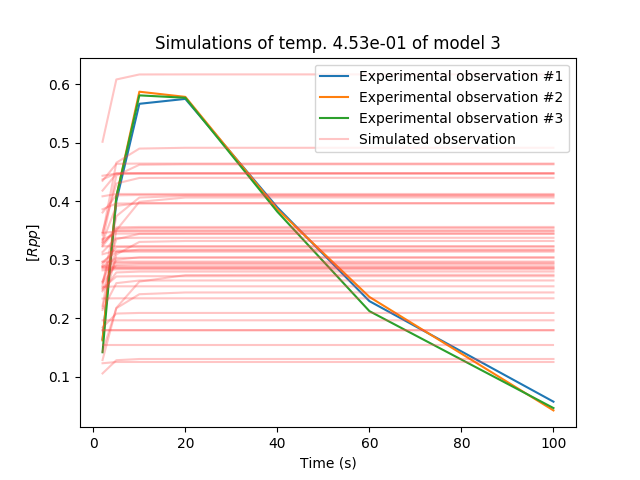 Simulations of temp. 4.53e-01 of model 3
Experimental observation #1
Experimental observation #2
Experimental observation #3
Simulated observation
[Rpp]
0.6
0.5
0.4
0.3
0.2
0.1
0 20 40 60 80 100
Time (s)